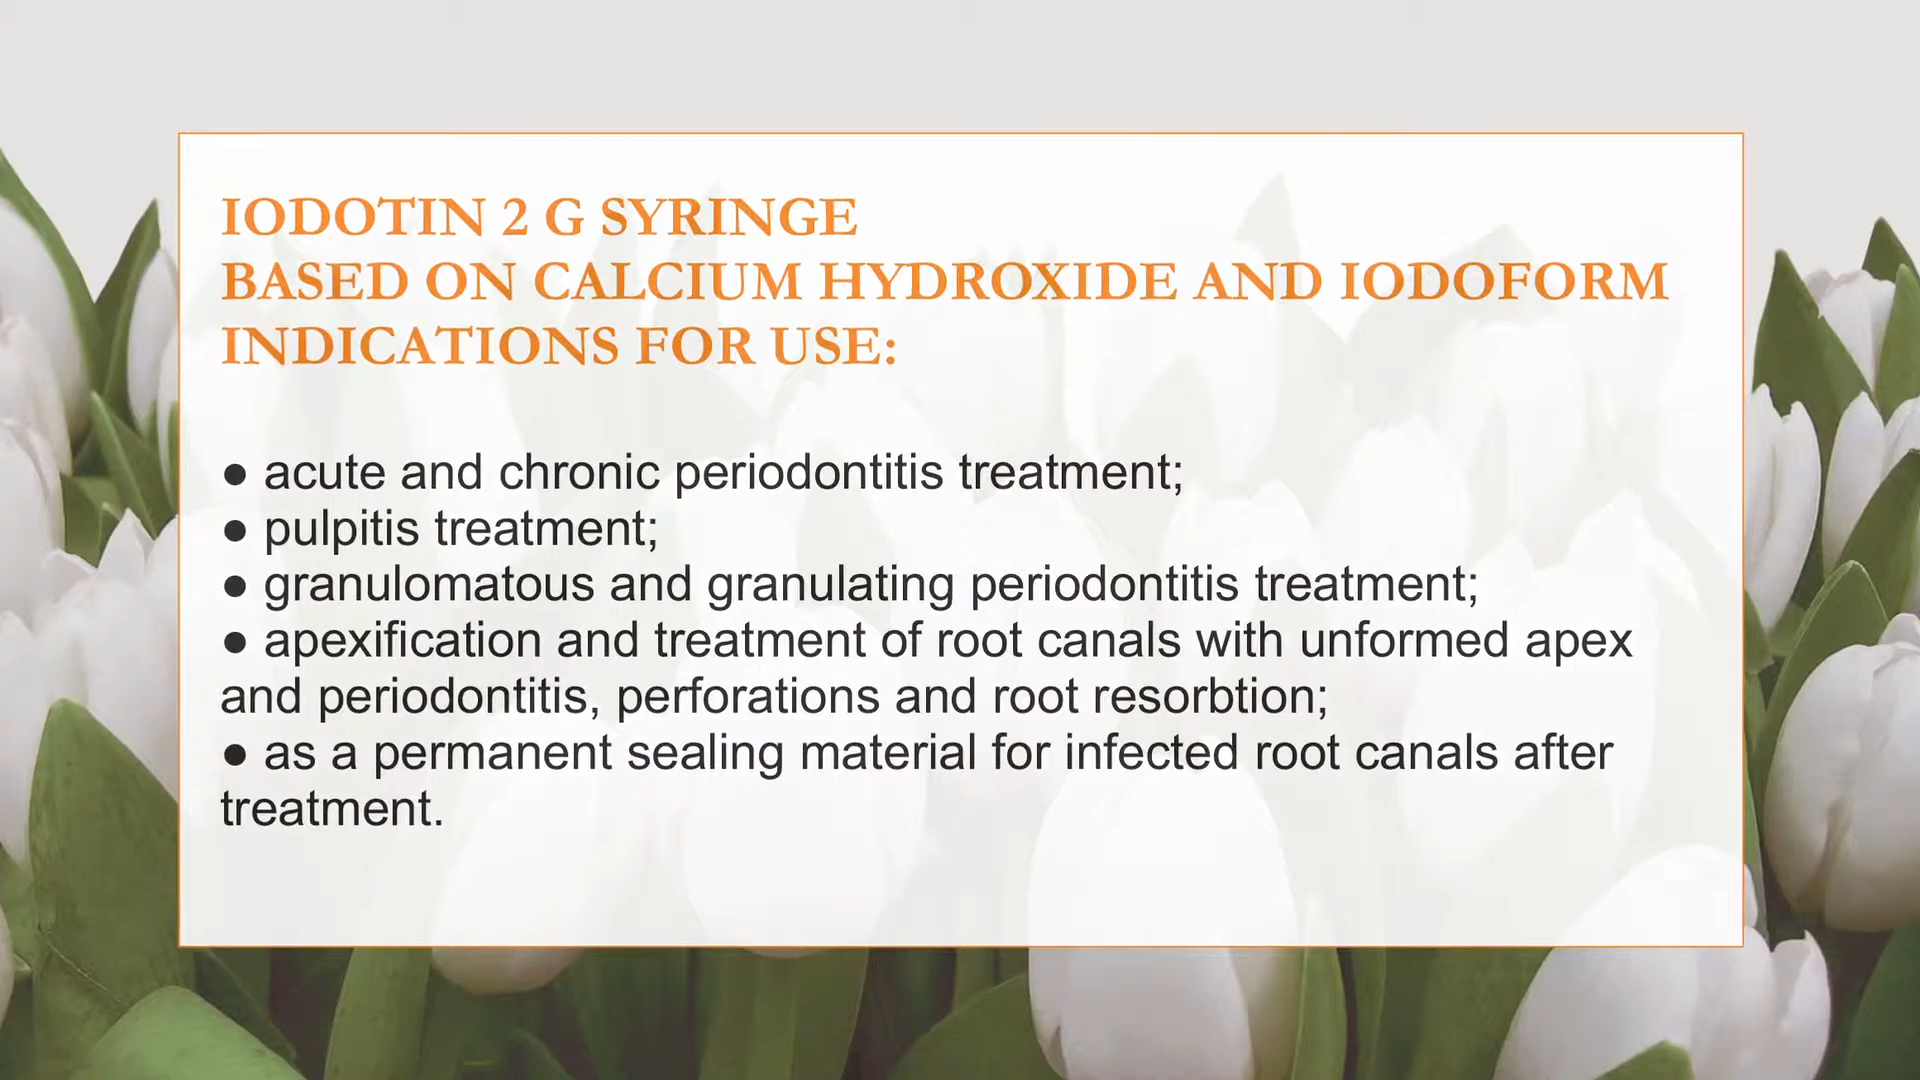 IODOTIN 2 G SYRINGE
BASED ON CALCIUM HYDROXIDE AND IODOFORM
INDICATIONS FOR USE:
● acute and chronic periodontitis treatment;
● pulpitis treatment;
● granulomatous and granulating periodontitis treatment;
● apexification and treatment of root canals with unformed apex
and periodontitis, perforations and root resorbtion;
● as a permanent sealing material for infected root canals after
treatment.